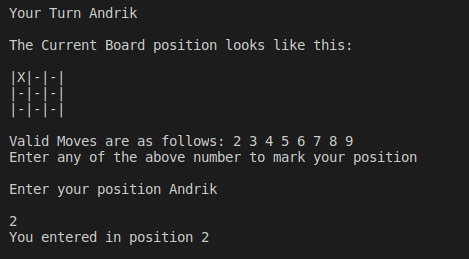 Your Turn Andrik
The Current Board position looks like this:
|X|-|-|
|-|-|-|
|-|-|-|
Valid Moves are as follows: 2 3 4 5 6 7 8 9
Enter any of the above number to mark your position
Enter your position Andrik
2
You entered in position 2